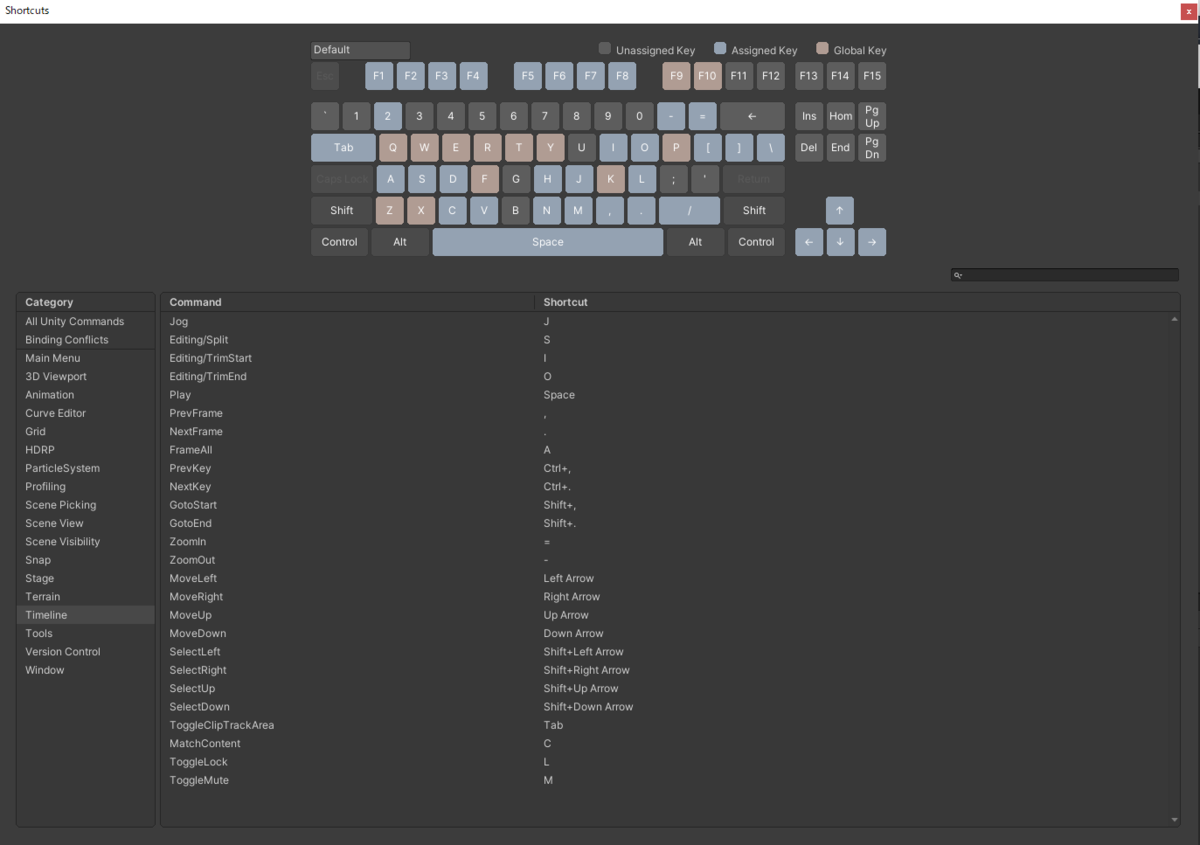 Shortcuts
x
Default
Unassigned Key Assigned Key Global Key
Esc F1 F2 F3 F4 F5 F6 F7 F8 F9 F10 F11 F12 F13 F14 F15
` 1 2 3 4 5 6 7 8 9 0 - = ← Ins Hom Pg Up
Tab Q W E R T Y U I O P [ ] \ Del End Pg Dn
Caps Lock A S D F G H J K L ; ' Return
Shift Z X C V B N M , . / Shift ↑
Control Alt Space Alt Control ← ↓ →
Category Command Shortcut
All Unity Commands
Binding Conflicts
Main Menu
3D Viewport
Animation
Curve Editor
Grid
HDRP
ParticleSystem
Profiling
Scene Picking
Scene View
Scene Visibility
Snap
Stage
Terrain
Timeline
Tools
Version Control
Window
Jog J
Editing/Split S
Editing/TrimStart I
Editing/TrimEnd O
Play Space
PrevFrame ,
NextFrame .
FrameAll A
PrevKey Ctrl+,
NextKey Ctrl+.
GotoStart Shift+,
GotoEnd Shift+.
ZoomIn =
ZoomOut -
MoveLeft Left Arrow
MoveRight Right Arrow
MoveUp Up Arrow
MoveDown Down Arrow
SelectLeft Shift+Left Arrow
SelectRight Shift+Right Arrow
SelectUp Shift+Up Arrow
SelectDown Shift+Down Arrow
ToggleClipTrackArea Tab
MatchContent C
ToggleLock L
ToggleMute M